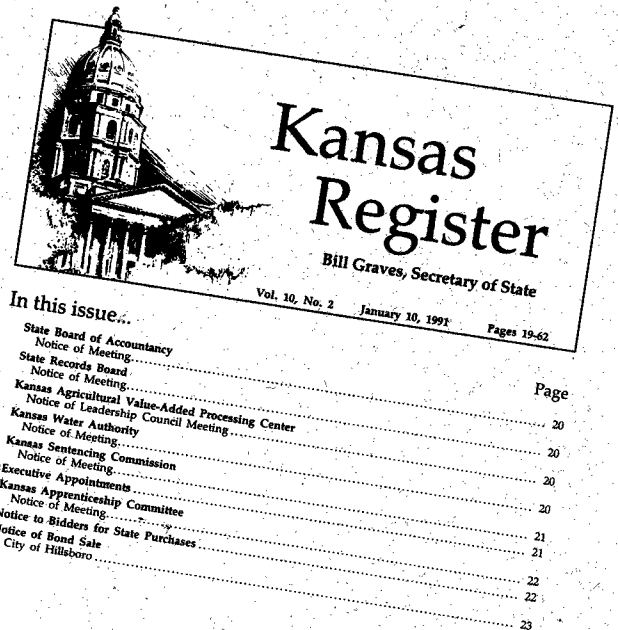 Kansas
Register
Bill Graves, Secretary of State
Vol. 10, No. 2 January 10, 1991 Pages 19-62
In this issue...
Page
State Board of Accountancy
Notice of Meeting 20
State Records Board
Notice of Meeting 20
Kansas Agricultural Value-Added Processing Center
Notice of Leadership Council Meeting 20
Kansas Water Authority
Notice of Meeting 20
Kansas Sentencing Commission
Notice of Meeting 21
Executive Appointments 21
Kansas Apprenticeship Committee
Notice of Meeting 22
Notice to Bidders for State Purchases 22
Notice of Bond Sale
City of Hillsboro 23